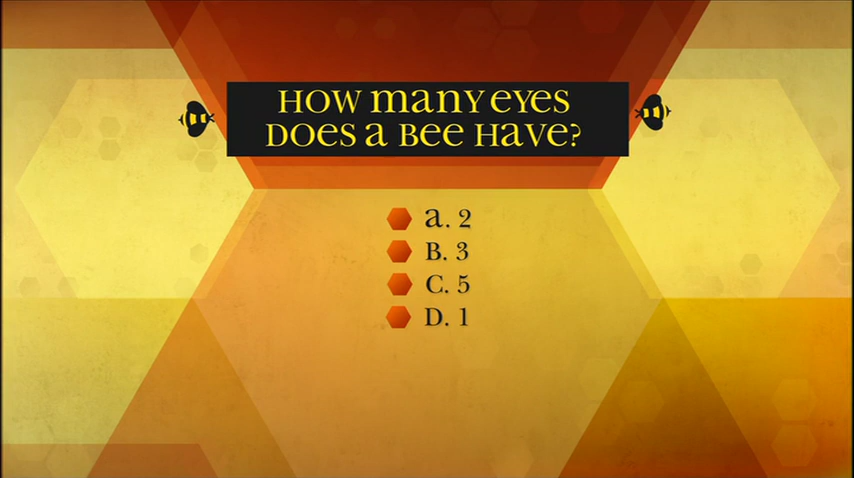 How many eyes
Does a Bee Have?
a. 2
B. 3
C. 5
D. 1